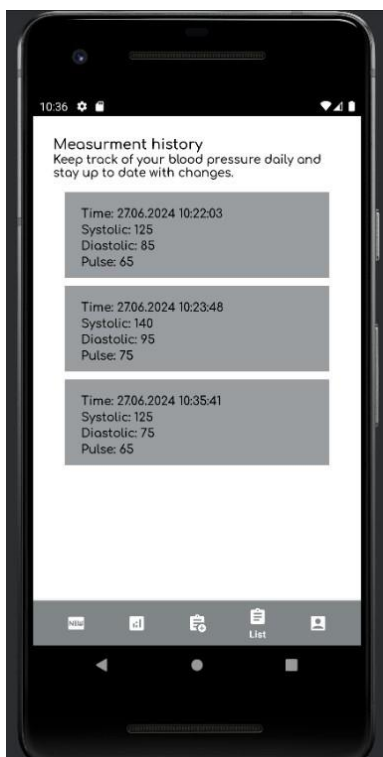 10:36
Measurment history
Keep track of your blood pressure daily and
stay up to date with changes.
Time: 27.06.2024 10:22:03
Systolic: 125
Diastolic: 85
Pulse: 65
Time: 27.06.2024 10:23:48
Systolic: 140
Diastolic: 95
Pulse: 75
Time: 27.06.2024 10:35:41
Systolic: 125
Diastolic: 75
Pulse: 65
NEW
List